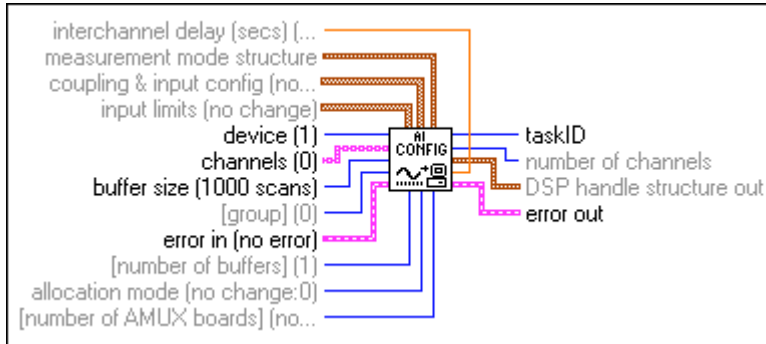 interchannel delay (secs) (...
measurement mode structure
coupling & input config (no...
input limits (no change)
device (1)
channels (0)
buffer size (1000 scans)
[group] (0)
error in (no error)
[number of buffers] (1)
allocation mode (no change:0)
[number of AMUX boards] (no...
AI
CONFIG
taskID
number of channels
DSP handle structure out
error out